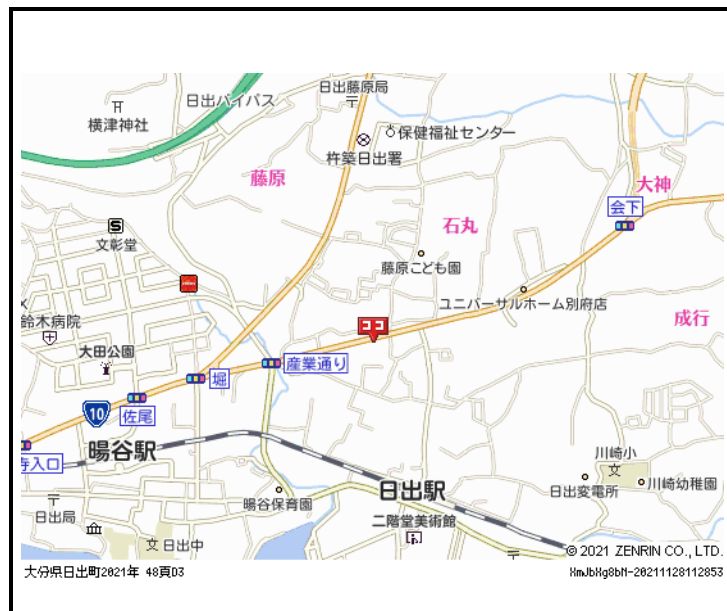 日出藤原局
日出バイパス
横津神社
保健福祉センター
杵築日出署
藤原
大神
会下
石丸
S
文彰堂
藤原こども園
ユニバーサルホーム別府店
ココ
成行
鈴木病院
大田公園
産業通り
堀
10
佐尾
暘谷駅
寺入口
川崎小
文
日出駅
日出変電所
川崎幼稚園
暘谷保育園
日出局
二階堂美術館
文 日出中
© 2021 ZENRIN CO., LTD.
大分県日出町2021年 48頁D3
XmJbXg8bM-20211128112853